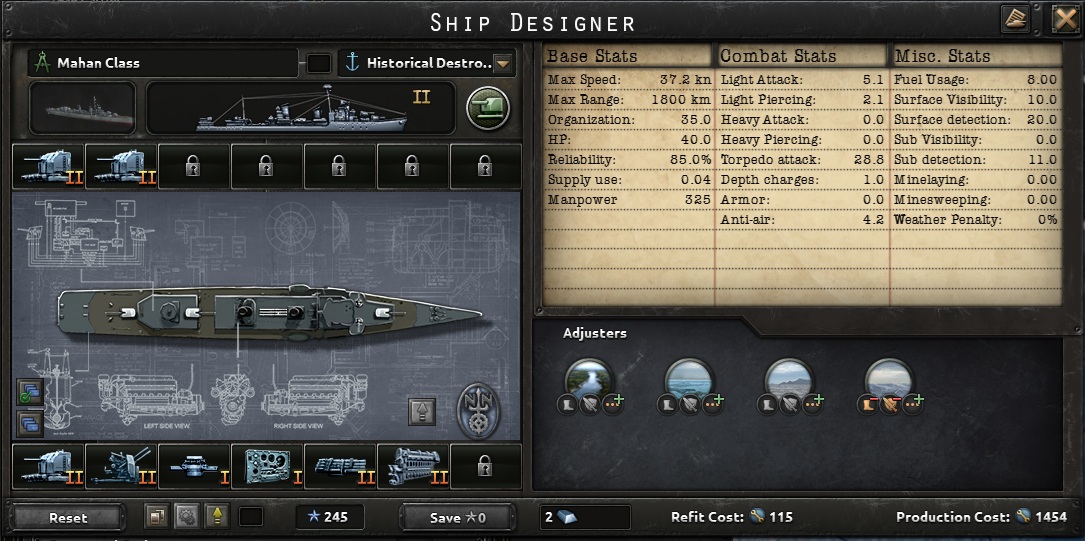 Ship Designer
Mahan Class
Historical Destro..
II
II
II
LEFT SIDE VIEW
RIGHT SIDE VIEW
II
II
I
I
II
II
Reset
245
Save 0
Base Stats
Max Speed: 37.2 kn
Max Range: 1800 km
Organization: 35.0
HP: 40.0
Reliability: 85.0%
Supply use: 0.04
Manpower 325
Combat Stats
Light Attack: 5.1
Light Piercing: 2.1
Heavy Attack: 0.0
Heavy Piercing: 0.0
Torpedo attack: 28.8
Depth charges: 1.0
Armor: 0.0
Anti-air: 4.2
Misc. Stats
Fuel Usage: 8.00
Surface Visibility: 10.0
Surface detection: 20.0
Sub Visibility: 0.0
Sub detection: 11.0
Minelaying: 0.00
Minesweeping: 0.00
Weather Penalty: 0%
Adjusters
2
Refit Cost: 115
Production Cost: 1454